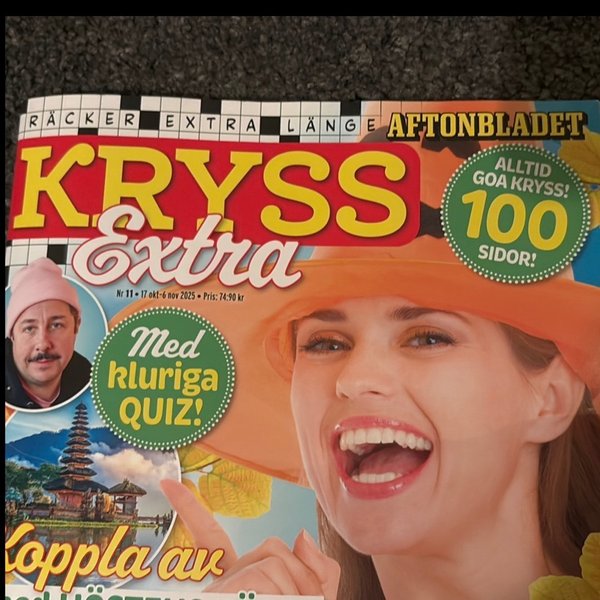 RÄCKER EXTRA LÄNGE
AFTONBLADET
KRYSS
Extra
Nr 11 • 17 okt-6 nov 2025 • Pris: 74:90 kr
ALLTID
GOA KRYSS!
100
SIDOR!
Med
kluriga
QUIZ!
Koppla av